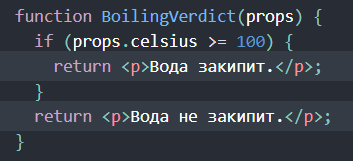 function BoilingVerdict(props) {
  if (props.celsius >= 100) {
    return <p>Вода закипит.</p>;
  }
  return <p>Вода не закипит.</p>;
}